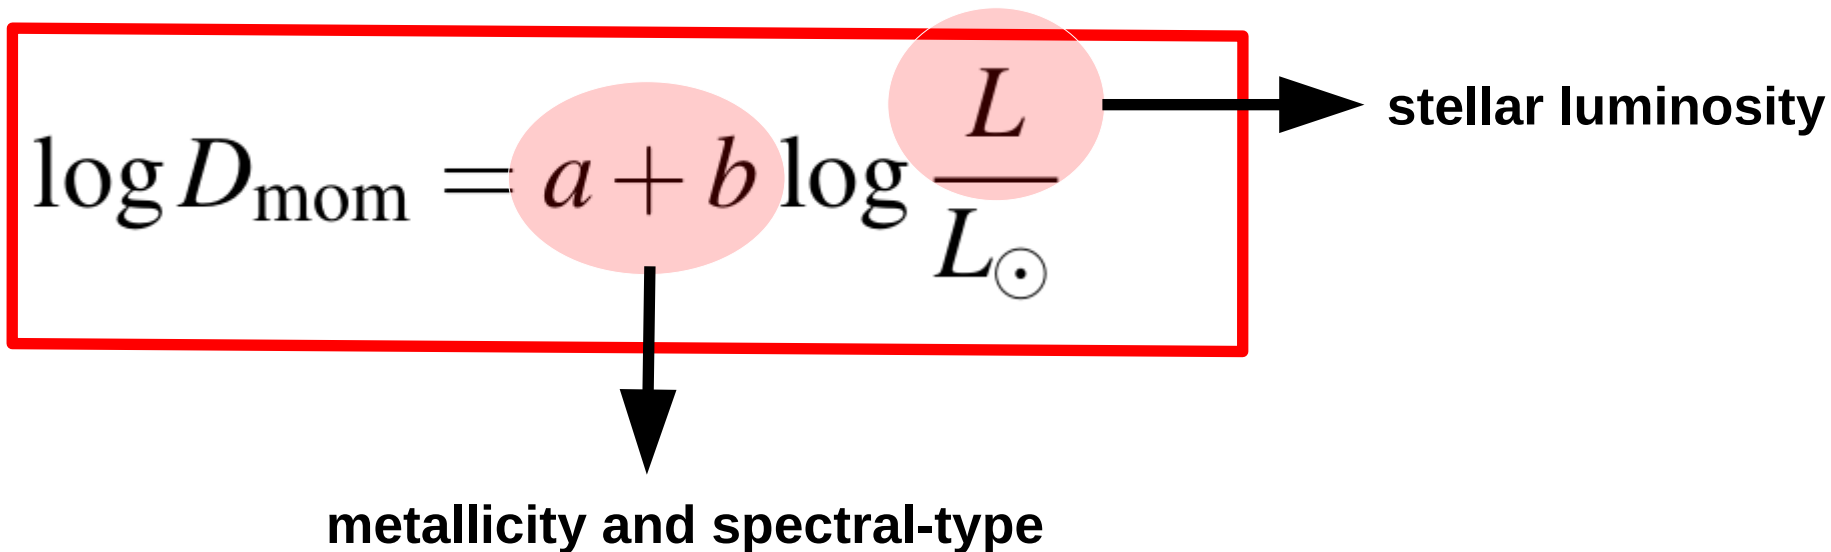 log D_mom = a + b log L/L_⊙
stellar luminosity
metallicity and spectral-type